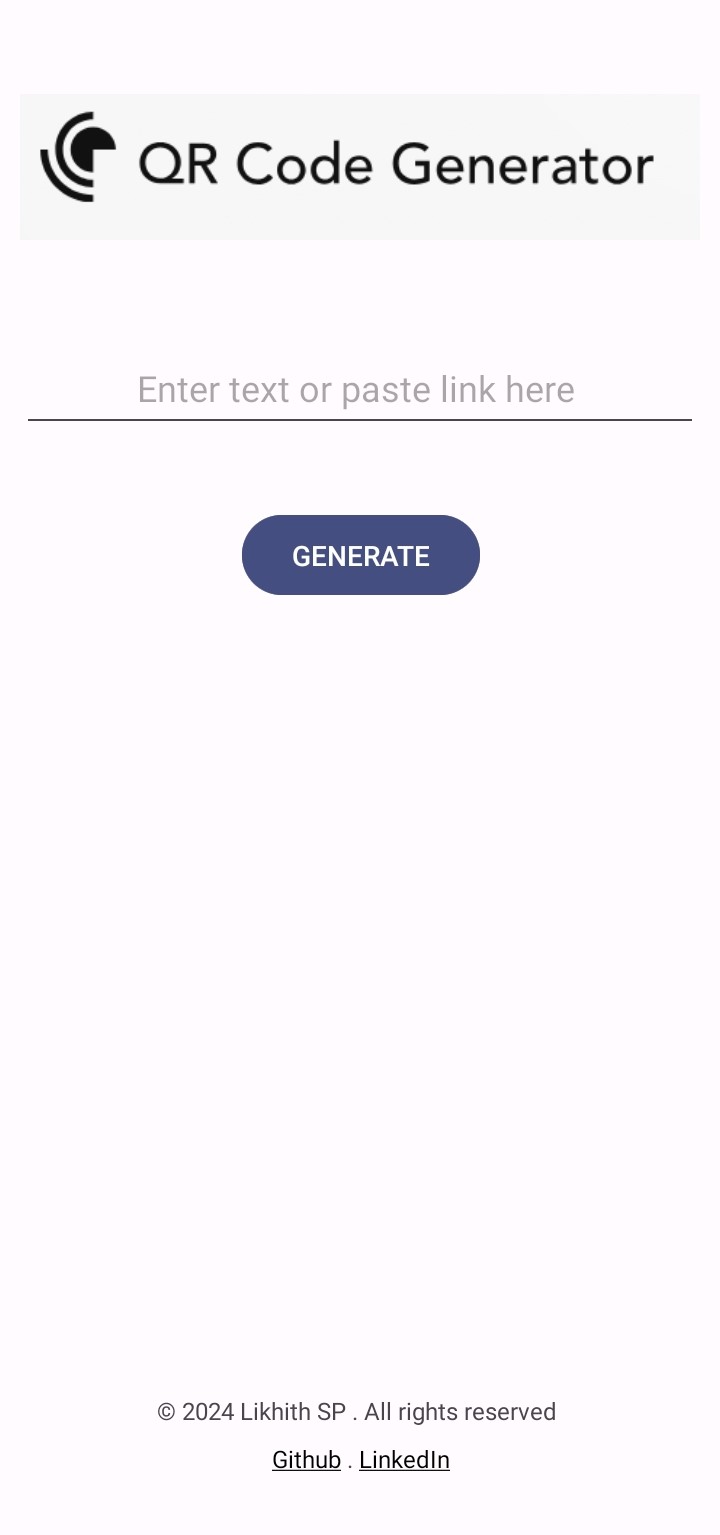 QR Code Generator
Enter text or paste link here
GENERATE
© 2024 Likhith SP . All rights reserved
Github . LinkedIn